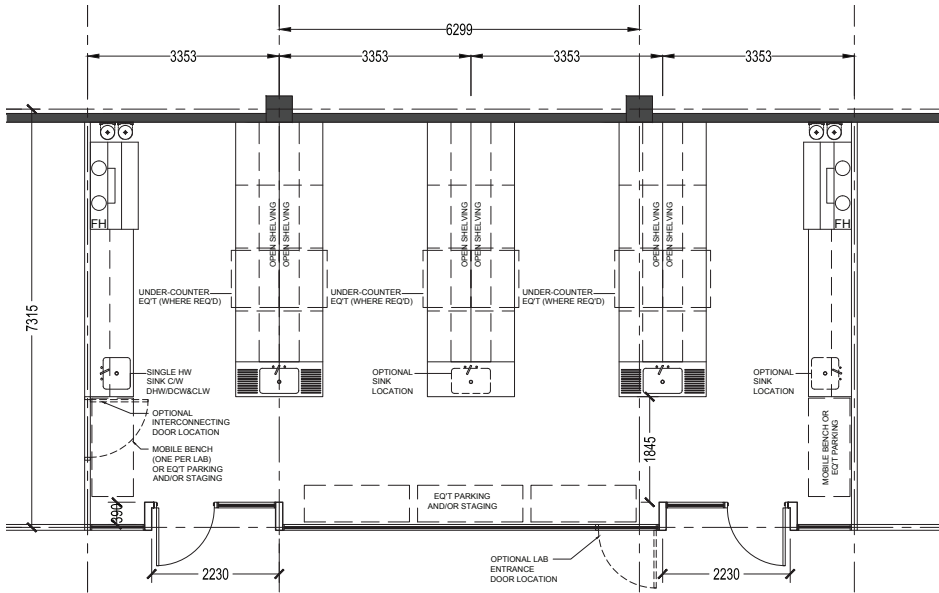 6299
3353
3353
3353
3353
FH
FH
OPEN SHELVING
OPEN SHELVING
OPEN SHELVING
OPEN SHELVING
OPEN SHELVING
OPEN SHELVING
UNDER-COUNTER
EQ'T (WHERE REQ'D)
UNDER-COUNTER
EQ'T (WHERE REQ'D)
UNDER-COUNTER
EQ'T (WHERE REQ'D)
7315
SINGLE HW
SINK C/W
DHW/DCW&CLW
OPTIONAL
SINK
LOCATION
OPTIONAL
SINK
LOCATION
OPTIONAL
INTERCONNECTING
DOOR LOCATION
MOBILE BENCH
(ONE PER LAB)
OR EQ'T PARKING
AND/OR STAGING
1845
MOBILE BENCH OR
EQ'T PARKING
390
EQ'T PARKING
AND/OR STAGING
OPTIONAL LAB
ENTRANCE
DOOR LOCATION
2230
2230